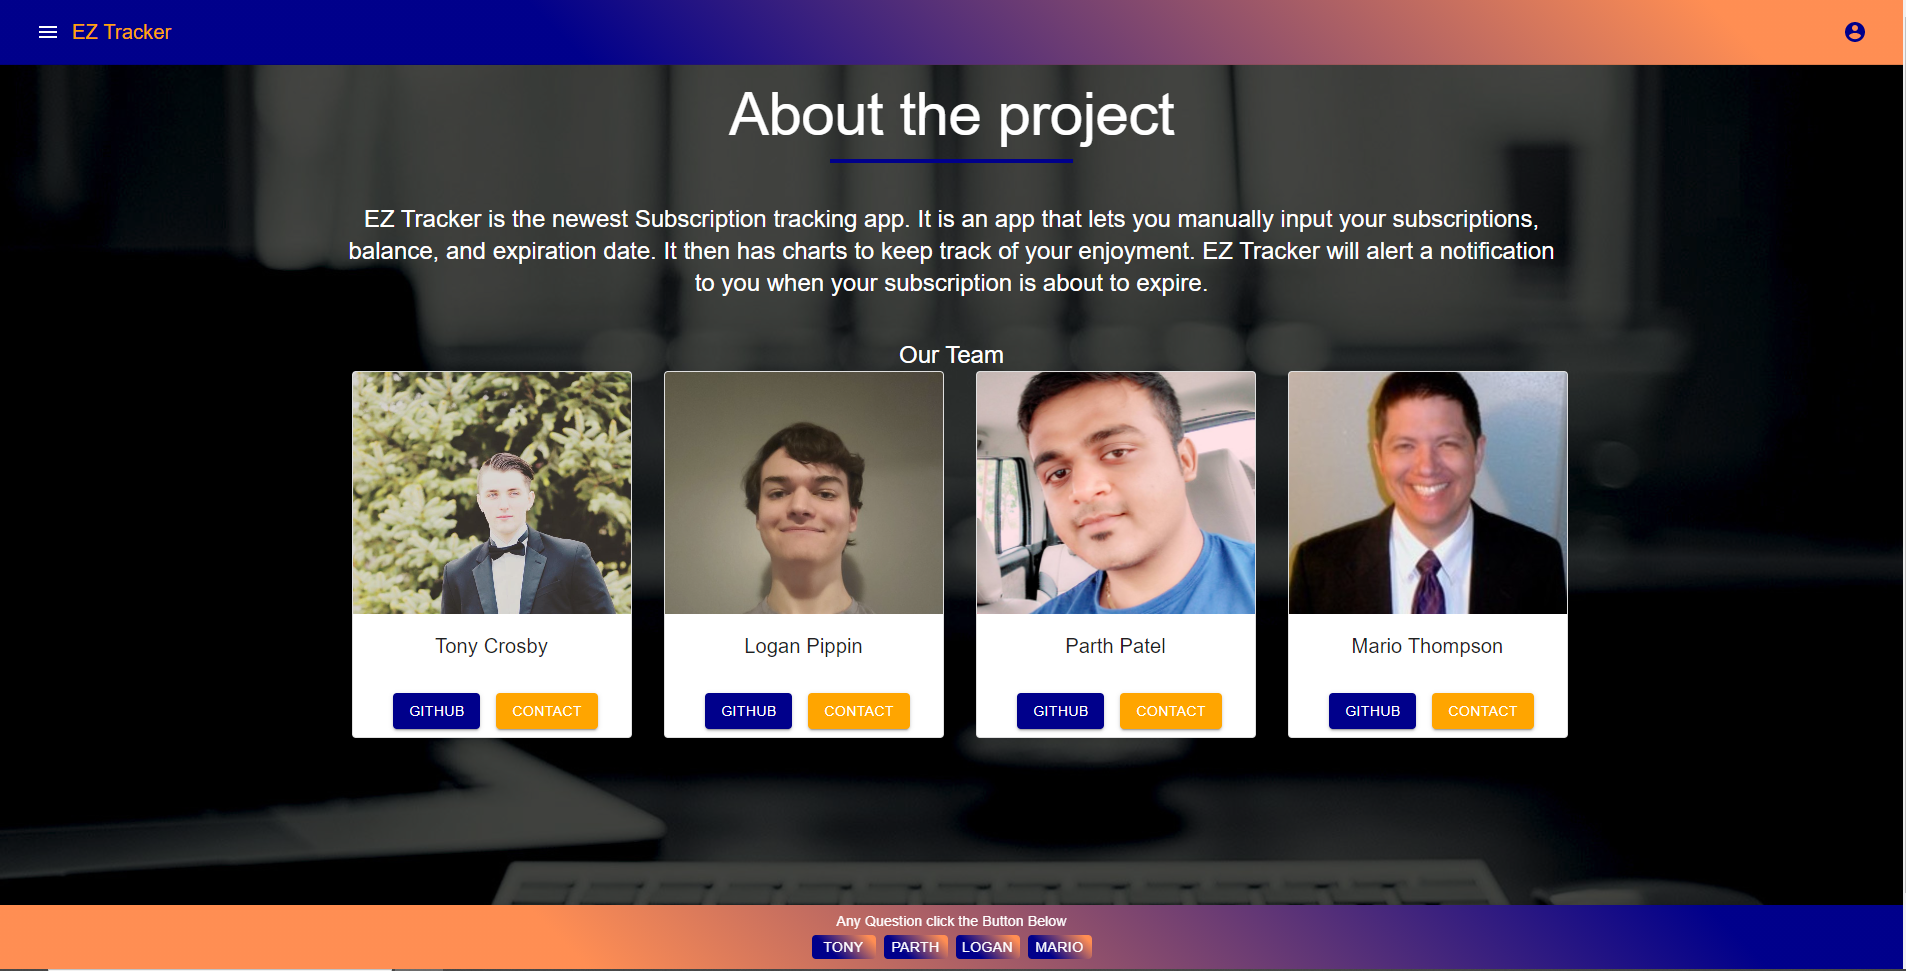 EZ Tracker
About the project
EZ Tracker is the newest Subscription tracking app. It is an app that lets you manually input your subscriptions,
balance, and expiration date. It then has charts to keep track of your enjoyment. EZ Tracker will alert a notification
to you when your subscription is about to expire.
Our Team
Tony Crosby
GITHUB CONTACT
Logan Pippin
GITHUB CONTACT
Parth Patel
GITHUB CONTACT
Mario Thompson
GITHUB CONTACT
Any Question click the Button Below
TONY PARTH LOGAN MARIO